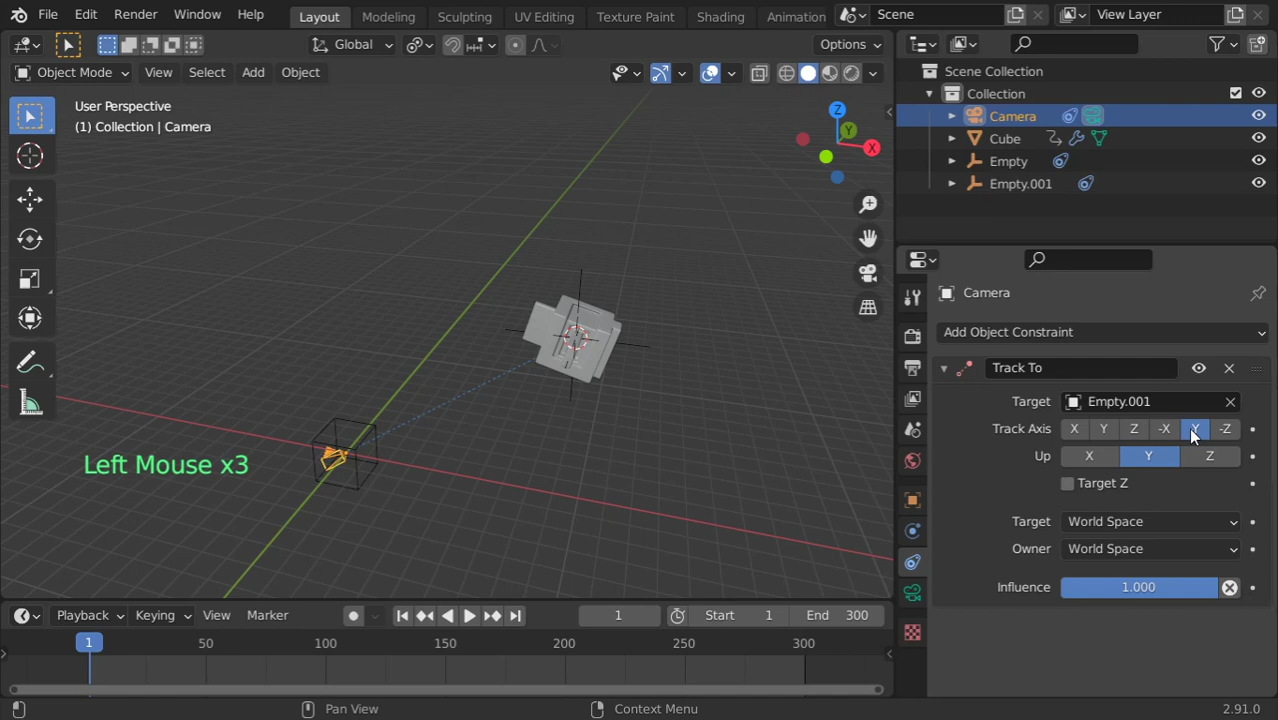 File Edit Render Window Help Layout Modeling Sculpting UV Editing Texture Paint Shading Animation Scene View Layer
Global Options
Object Mode View Select Add Object
User Perspective
(1) Collection | Camera
Z
Y
X
Left Mouse x3
Scene Collection
Collection
Camera
Cube
Empty
Empty.001
Camera
Add Object Constraint
Track To
Target Empty.001
Track Axis X Y Z -X Y -Z
Up X Y Z
Target Z
Target World Space
Owner World Space
Influence 1.000
Playback Keying View Marker 1 Start 1 End 300
1 50 100 150 200 250 300
Pan View Context Menu 2.91.0